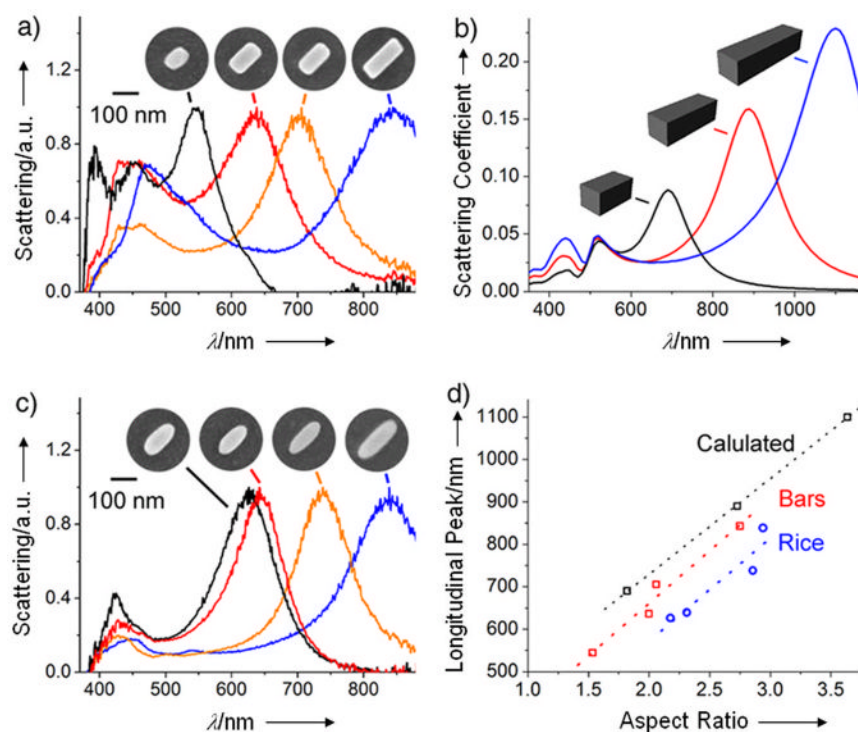 a)
Scattering/a.u.
1.2
0.8
0.4
0.0
100 nm
400 500 600 700 800
λ/nm
b)
Scattering Coefficient
0.20
0.15
0.10
0.05
0.00
400 600 800 1000
λ/nm
c)
Scattering/a.u.
1.2
0.8
0.4
0.0
100 nm
400 500 600 700 800
λ/nm
d)
Longitudinal Peak/nm
1100
1000
900
800
700
600
500
Calulated
Bars
Rice
1.0 1.5 2.0 2.5 3.0 3.5
Aspect Ratio